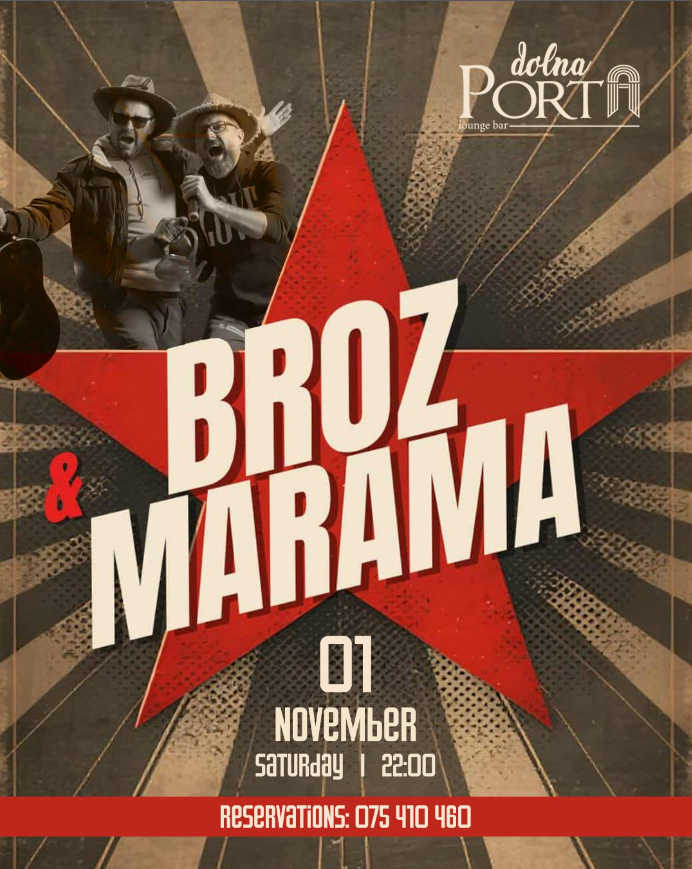 dolna
PORTA
lounge bar
BROZ
&
MARAMA
01
NOVEMBER
SATURDAY | 22:00
RESERVATIONS: 075 410 460